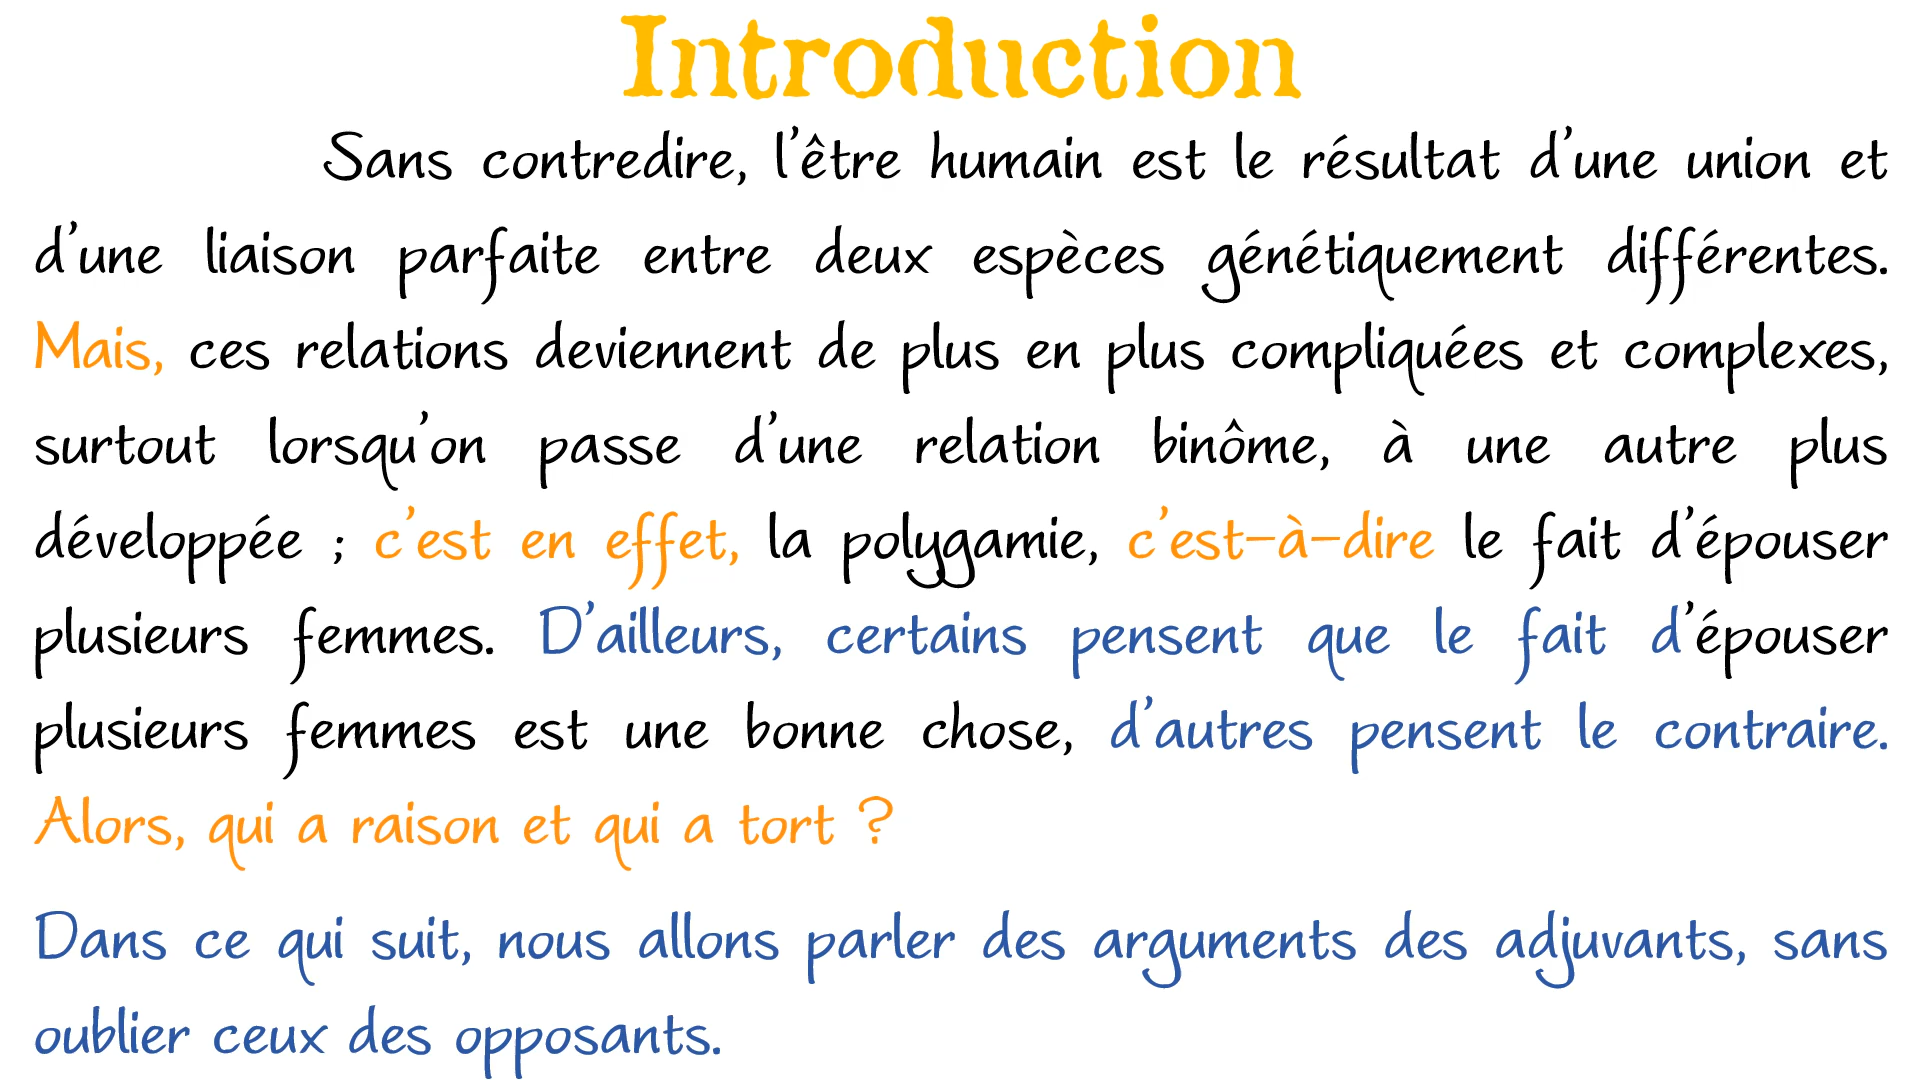 Introduction
Sans contredire, l'être humain est le résultat d'une union et
d'une liaison parfaite entre deux espèces génétiquement différentes.
Mais, ces relations deviennent de plus en plus compliquées et complexes,
surtout lorsqu'on passe d'une relation binôme, à une autre plus
développée ; c'est en effet, la polygamie, c'est-à-dire le fait d'épouser
plusieurs femmes. D'ailleurs, certains pensent que le fait d'épouser
plusieurs femmes est une bonne chose, d'autres pensent le contraire.
Alors, qui a raison et qui a tort ?
Dans ce qui suit, nous allons parler des arguments des adjuvants, sans
oublier ceux des opposants.